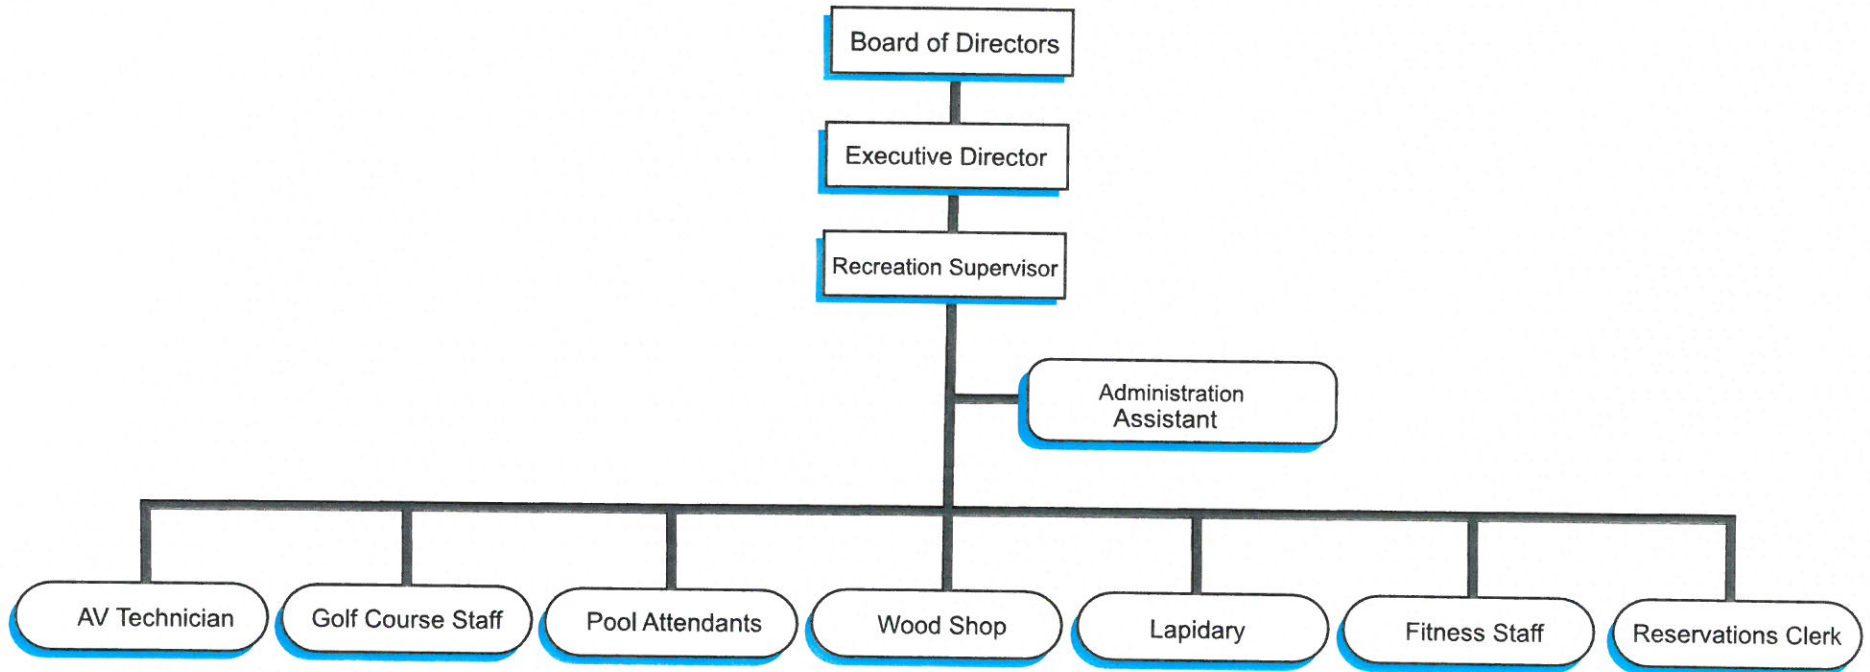 Board of Directors
Executive Director
Recreation Supervisor
Administration
Assistant
AV Technician
Golf Course Staff
Pool Attendants
Wood Shop
Lapidary
Fitness Staff
Reservations Clerk